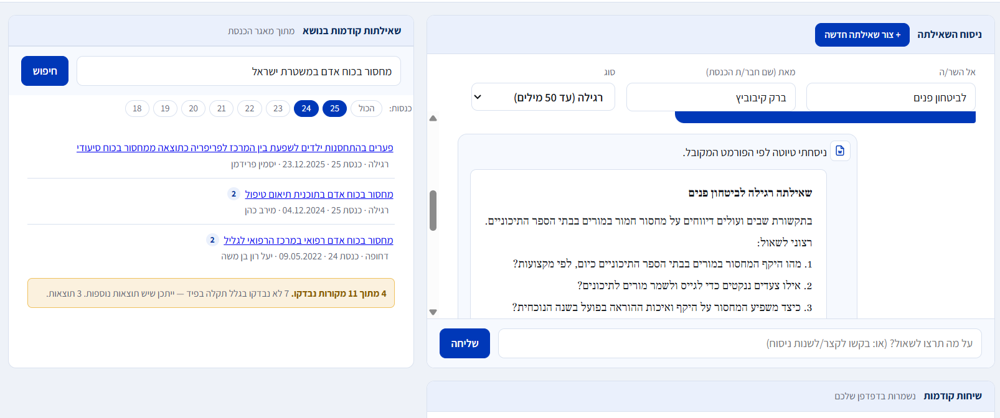 ניסוח השאילתה
+ צור שאילתה חדשה
אל השר/ה
מאת (שם חבר/ת הכנסת)
סוג
לביטחון פנים
ברק קיבוביץ
רגילה (עד 50 מילים)
ניסחתי טיוטה לפי הפורמט המקובל.
שאילתה רגילה לביטחון פנים
בתקשורת שבים ועולים דיווחים על מחסור חמור במורים בבתי הספר התיכוניים.
רצוני לשאול:
1. מהו היקף המחסור במורים בבתי הספר התיכוניים כיום, לפי מקצועות?
2. אילו צעדים ננקטים כדי לגייס ולשמר מורים לתיכונים?
3. כיצד משפיע המחסור על היקף ואיכות ההוראה בפועל בשנה הנוכחית?
על מה תרצו לשאול? (או: בקשו לקצר/לשנות ניסוח)
שליחה
שיחות קודמות
נשמרות בדפדפן שלכם
שאילתות קודמות בנושא
מתוך מאגר הכנסת
מחסור בכוח אדם במשטרת ישראל
חיפוש
כנסות: הכול 25 24 23 22 21 20 19 18
פערים בהתחסנות ילדים לשפעת בין המרכז לפריפריה כתוצאה ממחסור בכוח סיעודי
רגילה · כנסת 25 · 23.12.2025 · יסמין פרידמן
מחסור בכוח אדם בתוכנית תיאום טיפול 2
רגילה · כנסת 25 · 04.12.2024 · מירב כהן
מחסור בכוח אדם רפואי במרכז הרפואי לגליל 2
דחופה · כנסת 24 · 09.05.2022 · יעל רון בן משה
4 מתוך 11 מקורות נבדקו. 7 לא נבדקו בגלל תקלה בפיד — ייתכן שיש תוצאות נוספות. 3 תוצאות.